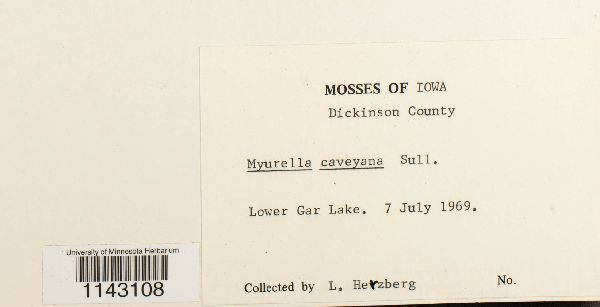 MOSSES OF IOWA
Dickinson County
Myurella caveyana Sull.
Lower Gar Lake. 7 July 1969.
University of Minnesota Herbarium
1143108
Collected by L. Herzberg No.